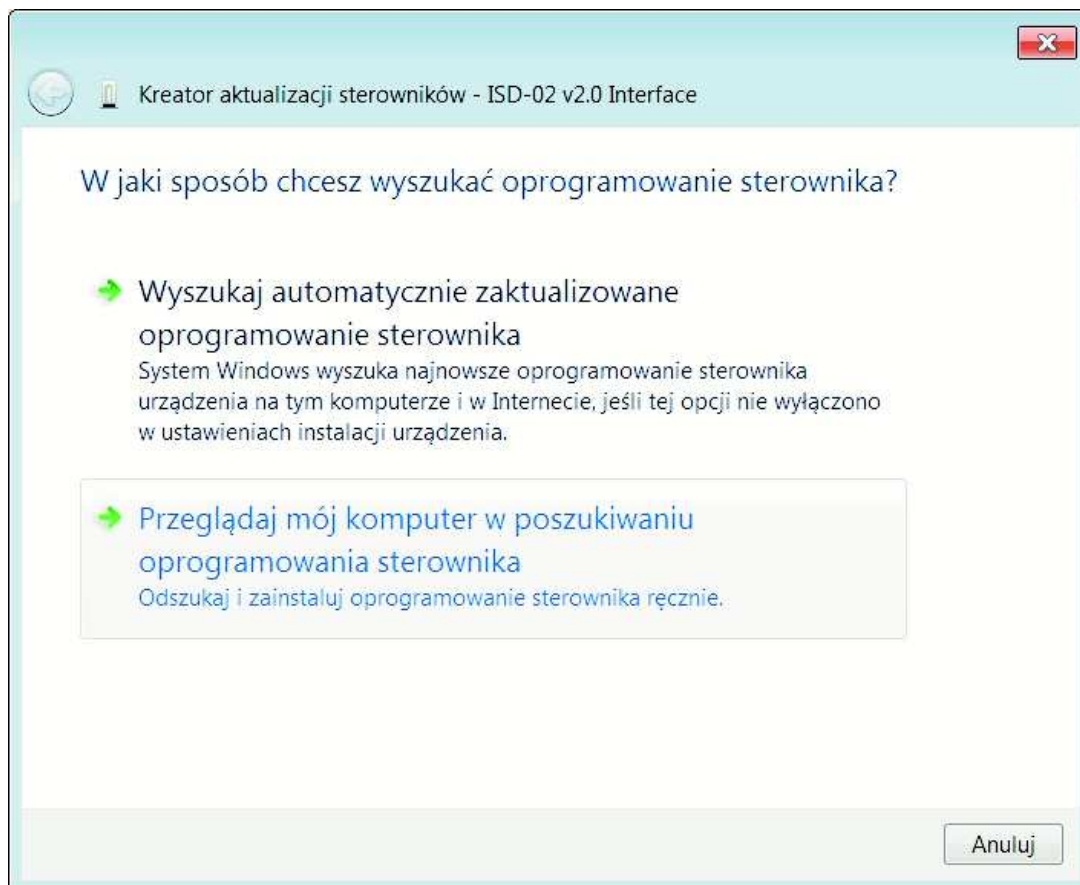 Kreator aktualizacji sterowników - ISD-02 v2.0 Interface
W jaki sposób chcesz wyszukać oprogramowanie sterownika?
Wyszukaj automatycznie zaktualizowane
oprogramowanie sterownika
System Windows wyszuka najnowsze oprogramowanie sterownika
urządzenia na tym komputerze i w Internecie, jeśli tej opcji nie wyłączono
w ustawieniach instalacji urządzenia.
Przeglądaj mój komputer w poszukiwaniu
oprogramowania sterownika
Odszukaj i zainstaluj oprogramowanie sterownika ręcznie.
Anuluj